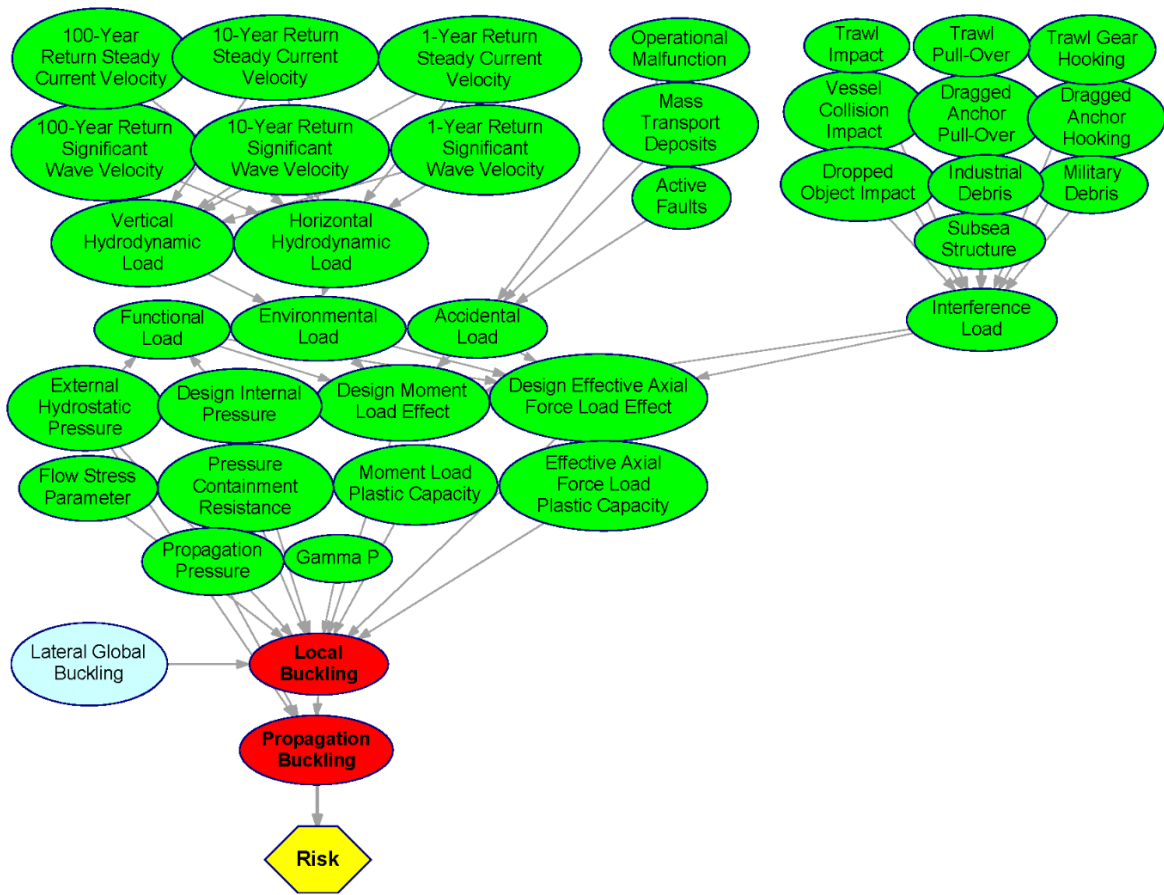 100-Year
Return Steady
Current Velocity
10-Year Return
Steady Current
Velocity
1-Year Return
Steady Current
Velocity
Operational
Malfunction
Trawl
Impact
Trawl
Pull-Over
Trawl Gear
Hooking
100-Year Return
Significant
Wave Velocity
10-Year Return
Significant
Wave Velocity
1-Year Return
Significant
Wave Velocity
Mass
Transport
Deposits
Vessel
Collision
Impact
Dragged
Anchor
Pull-Over
Dragged
Anchor
Hooking
Active
Faults
Dropped
Object Impact
Industrial
Debris
Military
Debris
Vertical
Hydrodynamic
Load
Horizontal
Hydrodynamic
Load
Subsea
Structure
Functional
Load
Environmental
Load
Accidental
Load
Interference
Load
External
Hydrostatic
Pressure
Design Internal
Pressure
Design Moment
Load Effect
Design Effective Axial
Force Load Effect
Flow Stress
Parameter
Pressure
Containment
Resistance
Moment Load
Plastic Capacity
Effective Axial
Force Load
Plastic Capacity
Propagation
Pressure
Gamma P
Lateral Global
Buckling
Local
Buckling
Propagation
Buckling
Risk